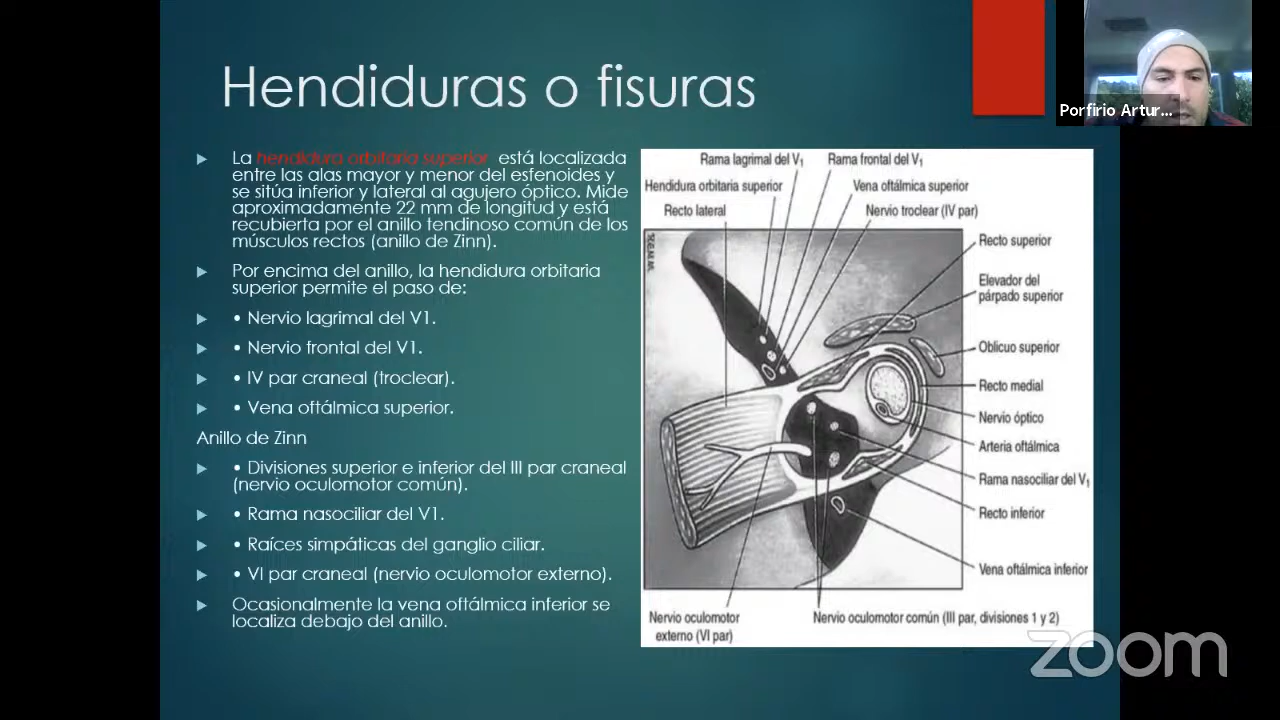 Hendiduras o fisuras
La hendidura orbitaria superior está localizada
entre las alas mayor y menor del esfenoides y
se sitúa inferior y lateral al agujero óptico. Mide
aproximadamente 22 mm de longitud y está
recubierta por el anillo tendinoso común de los
músculos rectos (anillo de Zinn).
Por encima del anillo, la hendidura orbitaria
superior permite el paso de:
• Nervio lagrimal del V1.
• Nervio frontal del V1.
• IV par craneal (troclear).
• Vena oftálmica superior.
Anillo de Zinn
• Divisiones superior e inferior del III par craneal
(nervio oculomotor común).
• Rama nasociliar del V1.
• Raíces simpáticas del ganglio ciliar.
• VI par craneal (nervio oculomotor externo).
Ocasionalmente la vena oftálmica inferior se
localiza debajo del anillo.
Rama lagrimal del V1
Rama frontal del V1
Hendidura orbitaria superior
Vena oftálmica superior
Recto lateral
Nervio troclear (IV par)
Recto superior
Elevador del
párpado superior
Oblicuo superior
Recto medial
Nervio óptico
Arteria oftálmica
Rama nasociliar del V1
Recto inferior
Vena oftálmica inferior
Nervio oculomotor
externo (VI par)
Nervio oculomotor común (III par, divisiones 1 y 2)
Porfirio Artur...
zoom